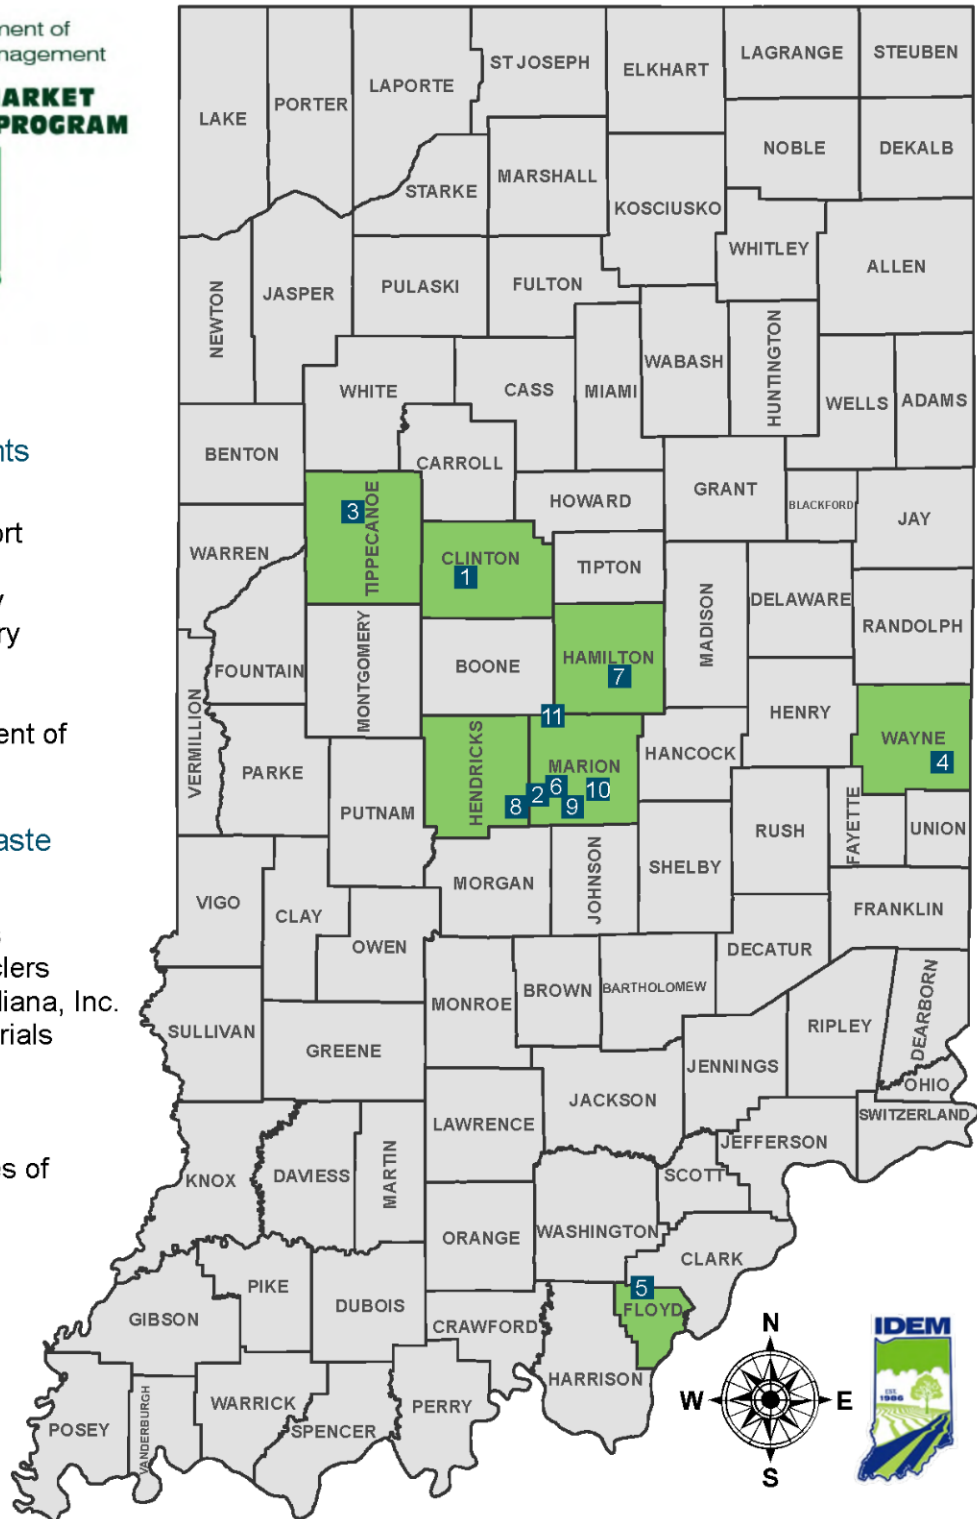 ment of
nagement
ARKET
PROGRAM
nts
ort
y
ry
ent of
aste
s
clers
diana, Inc.
rials
es of
LAKE
PORTER
LAPORTE
ST JOSEPH
ELKHART
LAGRANGE
STEUBEN
NOBLE
DEKALB
STARKE
MARSHALL
KOSCIUSKO
WHITLEY
ALLEN
NEWTON
JASPER
PULASKI
FULTON
WHITE
CASS
MIAMI
WABASH
HUNTINGTON
WELLS
ADAMS
BENTON
CARROLL
HOWARD
GRANT
BLACKFORD
JAY
WARREN
3
TIPPECANOE
CLINTON
1
TIPTON
MADISON
DELAWARE
RANDOLPH
FOUNTAIN
MONTGOMERY
BOONE
HAMILTON
7
HENRY
WAYNE
4
VERMILLION
PARKE
PUTNAM
HENDRICKS
11
MARION
8
2
6
9
10
HANCOCK
RUSH
FAYETTE
UNION
VIGO
CLAY
OWEN
MORGAN
JOHNSON
SHELBY
FRANKLIN
DECATUR
SULLIVAN
GREENE
MONROE
BROWN
BARTHOLOMEW
JENNINGS
RIPLEY
DEARBORN
OHIO
SWITZERLAND
KNOX
DAVIESS
MARTIN
LAWRENCE
JACKSON
JEFFERSON
SCOTT
ORANGE
WASHINGTON
CLARK
GIBSON
PIKE
DUBOIS
CRAWFORD
5
FLOYD
HARRISON
POSEY
VANDERBURGH
WARRICK
SPENCER
PERRY
N
W
E
S
IDEM
EST.
1986